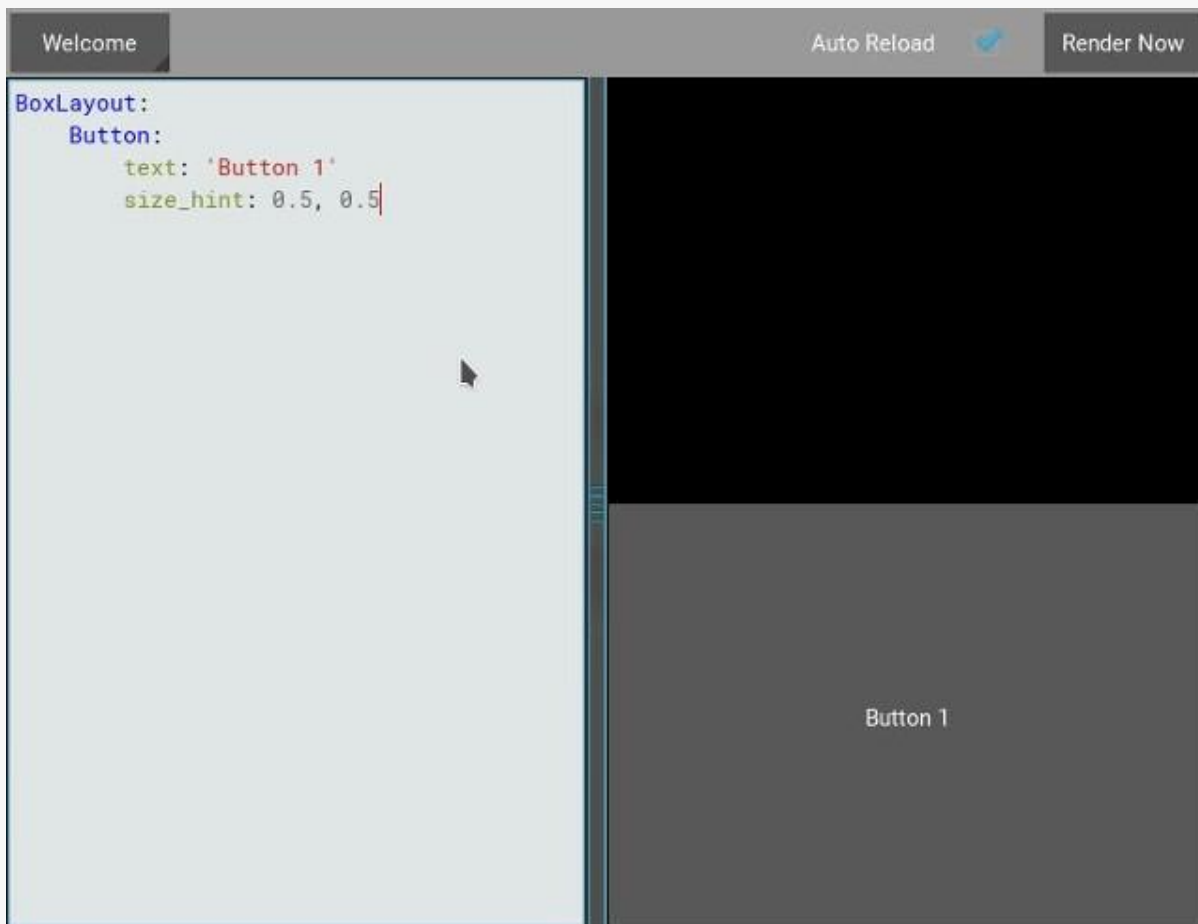 Welcome
Auto Reload
Render Now
BoxLayout:
    Button:
        text: 'Button 1'
        size_hint: 0.5, 0.5
Button 1